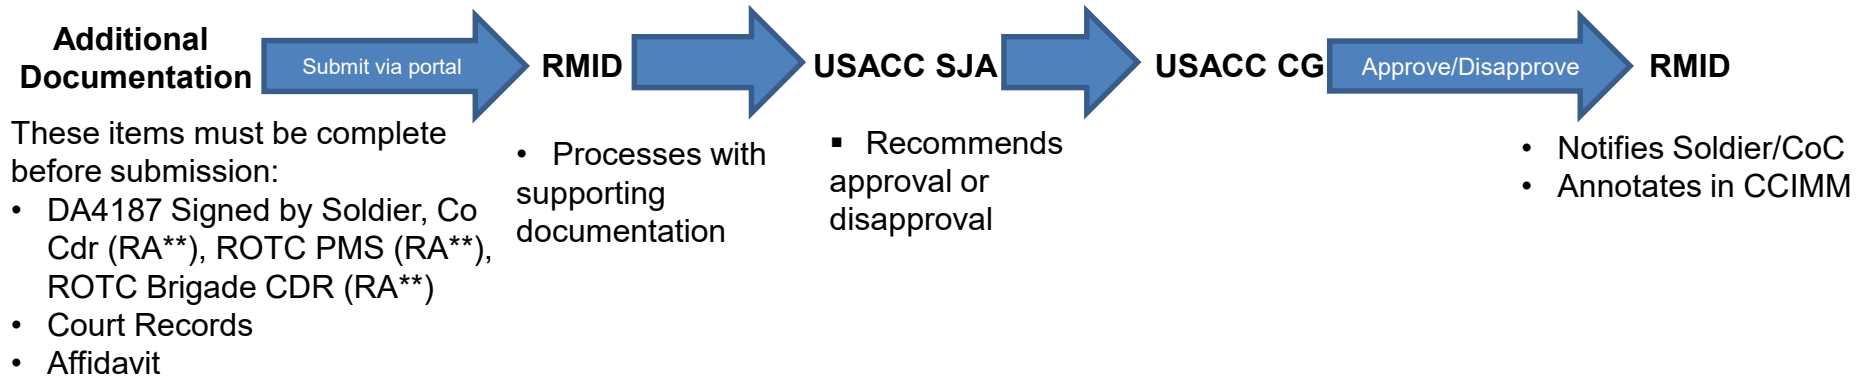 Additional
Documentation
Submit via portal
RMID
USACC SJA
USACC CG
Approve/Disapprove
RMID
These items must be complete
before submission:
• DA4187 Signed by Soldier, Co
Cdr (RA**), ROTC PMS (RA**),
ROTC Brigade CDR (RA**)
• Court Records
• Affidavit
• Processes with
supporting
documentation
▪ Recommends
approval or
disapproval
• Notifies Soldier/CoC
• Annotates in CCIMM